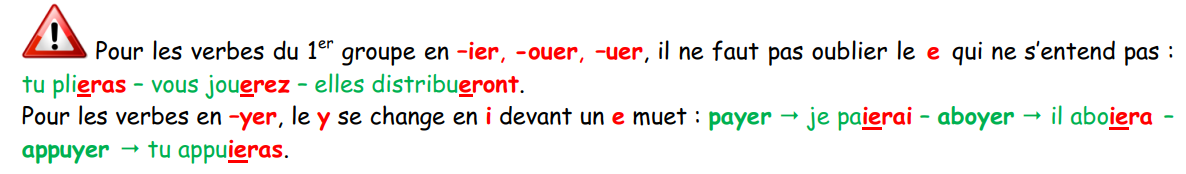 Pour les verbes du 1er groupe en –ier, -ouer, –uer, il ne faut pas oublier le e qui ne s’entend pas :
tu plieras – vous jouerez – elles distribueront.
Pour les verbes en –yer, le y se change en i devant un e muet : payer → je paierai – aboyer → il aboiera –
appuyer → tu appuieras.